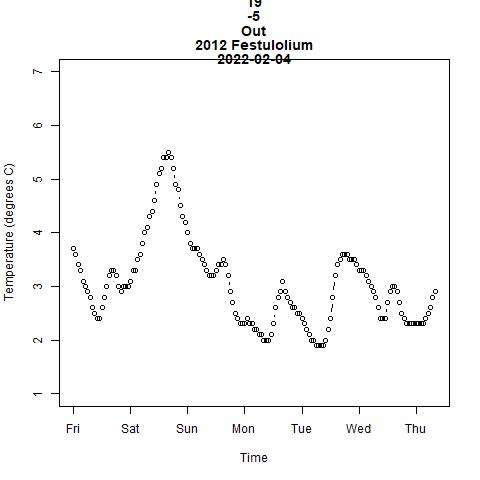 19
-5
Out
2012 Festulolium
2022-02-04
Temperature (degrees C)
7
6
5
4
3
2
1
Fri Sat Sun Mon Tue Wed Thu
Time